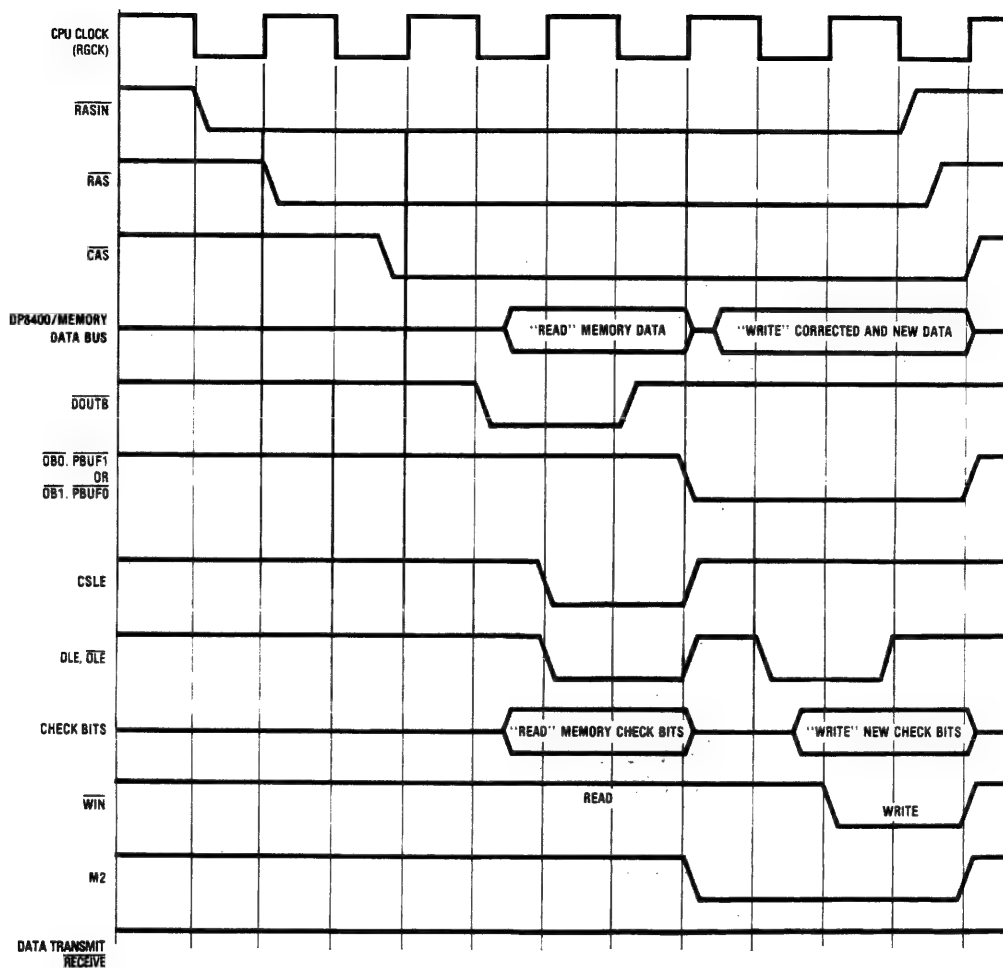 CPU CLOCK
(RGCK)
RASIN
RAS
CAS
DP8400/MEMORY
DATA BUS
"READ" MEMORY DATA
"WRITE" CORRECTED AND NEW DATA
DOUTB
OB0. PBUF1
OR
OB1. PBUF0
CSLE
DLE, OLE
CHECK BITS
"READ" MEMORY CHECK BITS
"WRITE" NEW CHECK BITS
WIN
READ
WRITE
M2
DATA TRANSMIT
RECEIVE